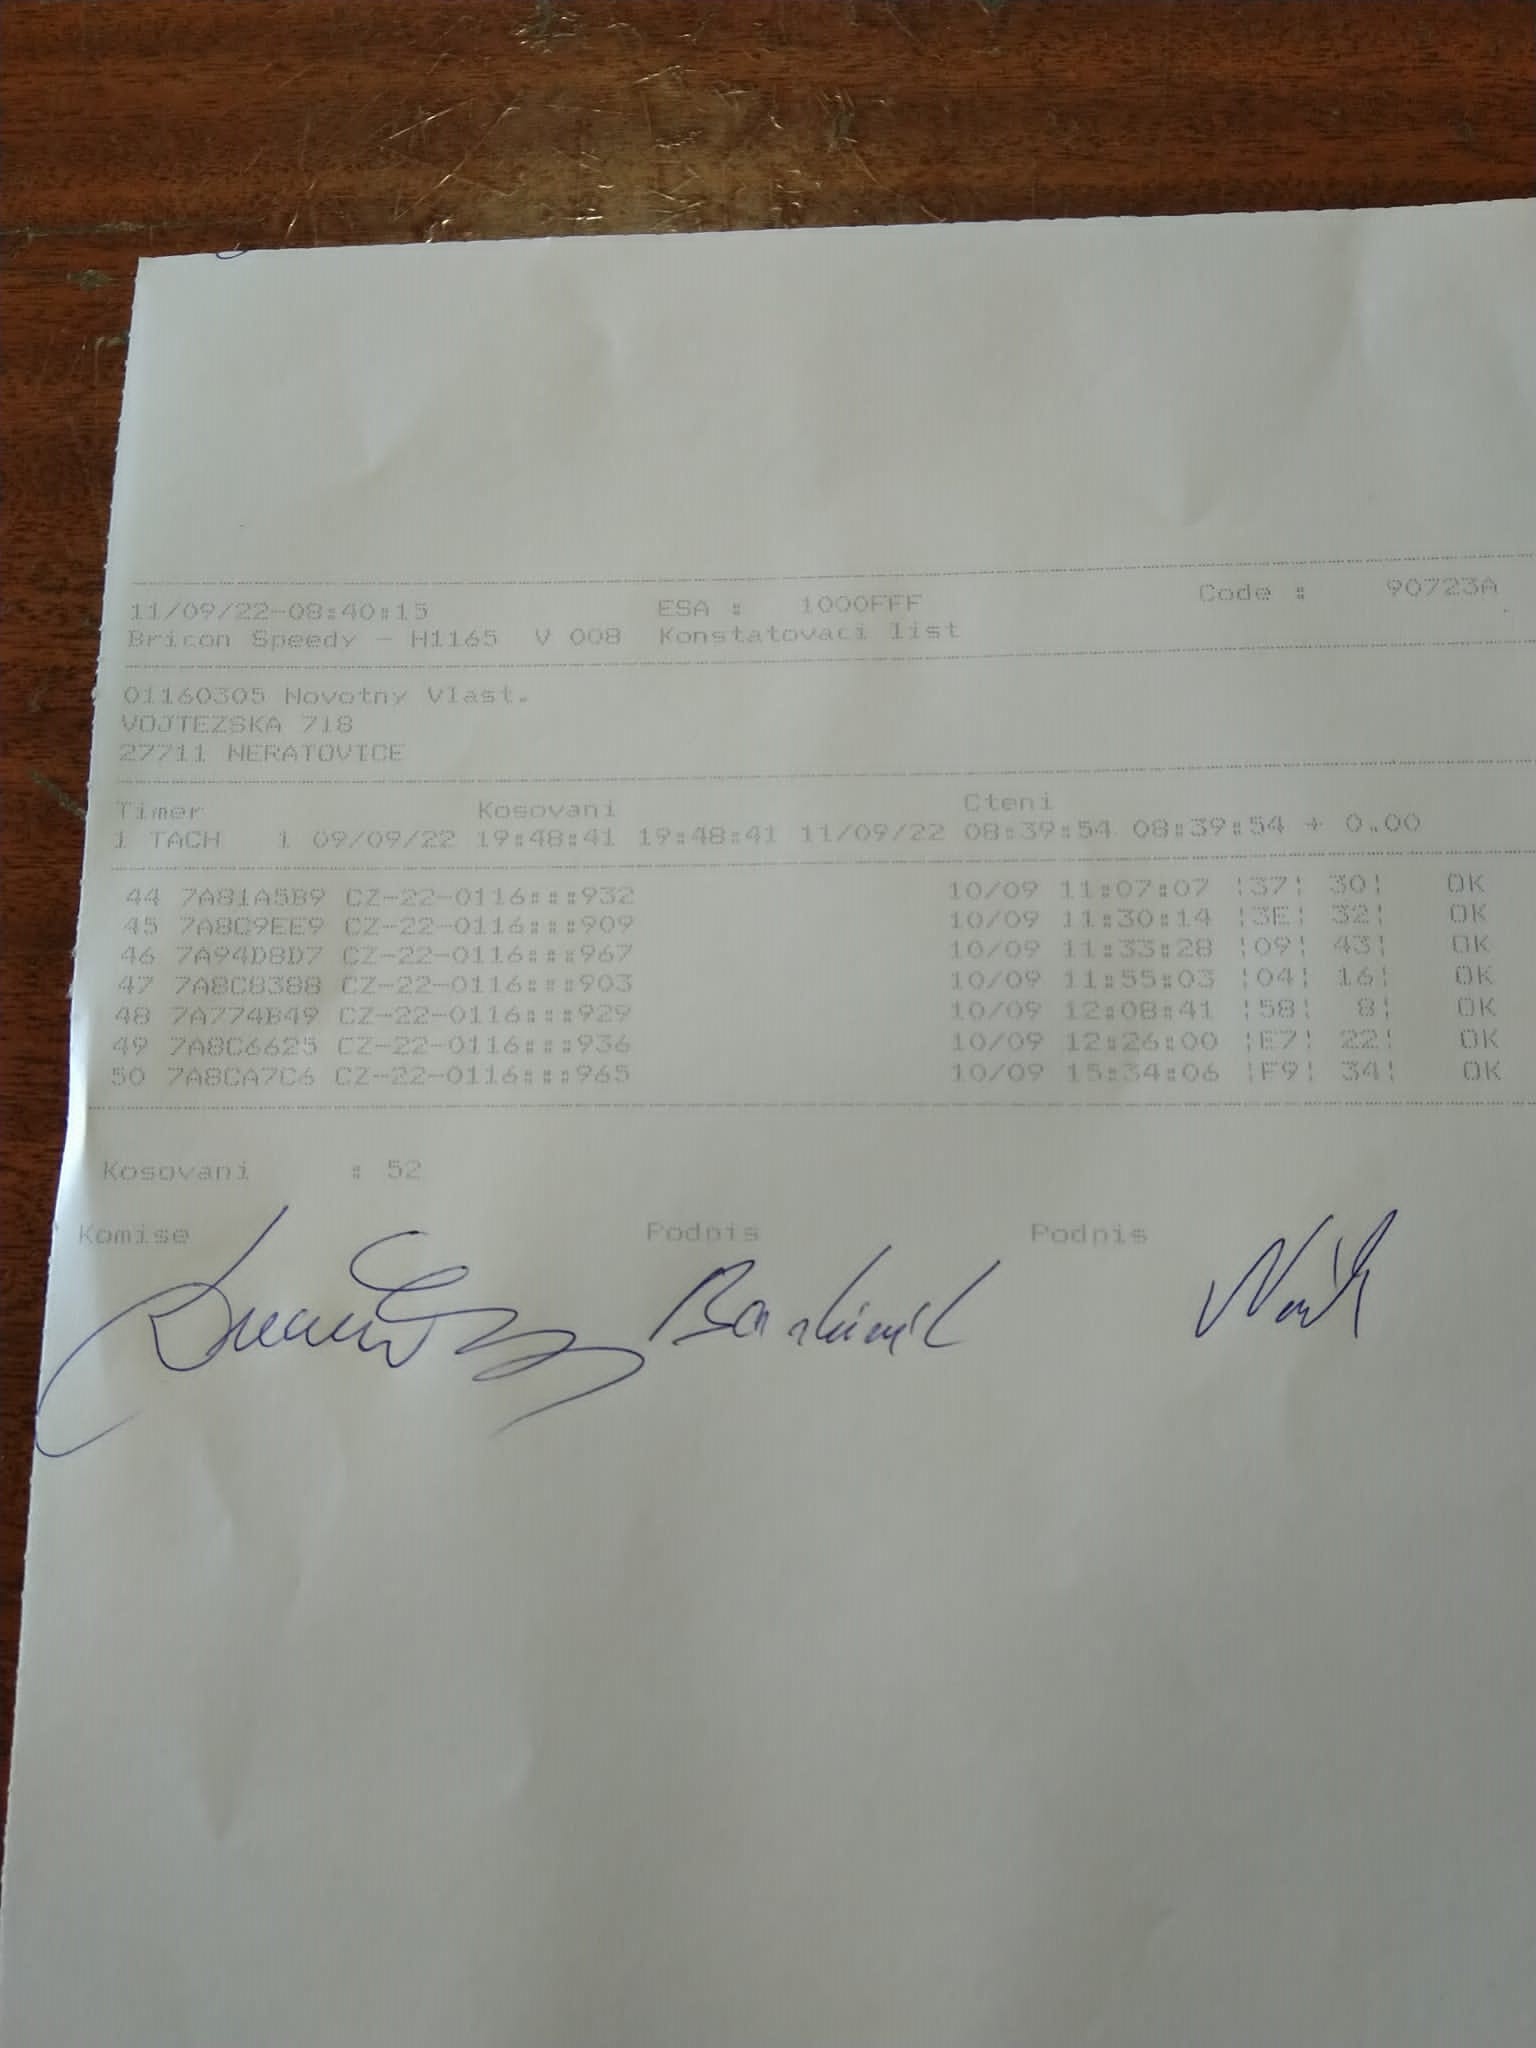 11/09/22-08:40:15 ESA : 1000FFF Code : 90723A
Bricon Speedy - H1165 V 008 Konstatovaci list
01160305 Novotny Vlast.
VOJTEZSKA 718
27711 NERATOVICE
Timer Kosovani Cteni
1 TACH 1 09/09/22 19:48:41 19:48:41 11/09/22 08:39:54 08:39:54 + 0.00
44 7A81A5B9 CZ-22-0116:::932 10/09 11:07:07 ¦37¦ 30¦ OK
45 7A8C9EE9 CZ-22-0116:::909 10/09 11:30:14 ¦3E¦ 32¦ OK
46 7A94D8D7 CZ-22-0116:::967 10/09 11:33:28 ¦09¦ 43¦ OK
47 7A8C8388 CZ-22-0116:::903 10/09 11:55:03 ¦04¦ 16¦ OK
48 7A774B49 CZ-22-0116:::929 10/09 12:08:41 ¦58¦ 8¦ OK
49 7A8C6625 CZ-22-0116:::936 10/09 12:26:00 ¦E7¦ 22¦ OK
50 7A8CA7C6 CZ-22-0116:::965 10/09 15:34:06 ¦F9¦ 34¦ OK
Kosovani : 52
Komise Podpis Podpis